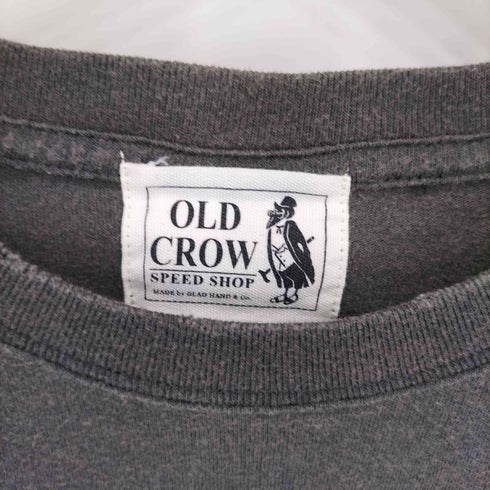 OLD
CROW
SPEED SHOP
MADE by GLAD HAND & Co.